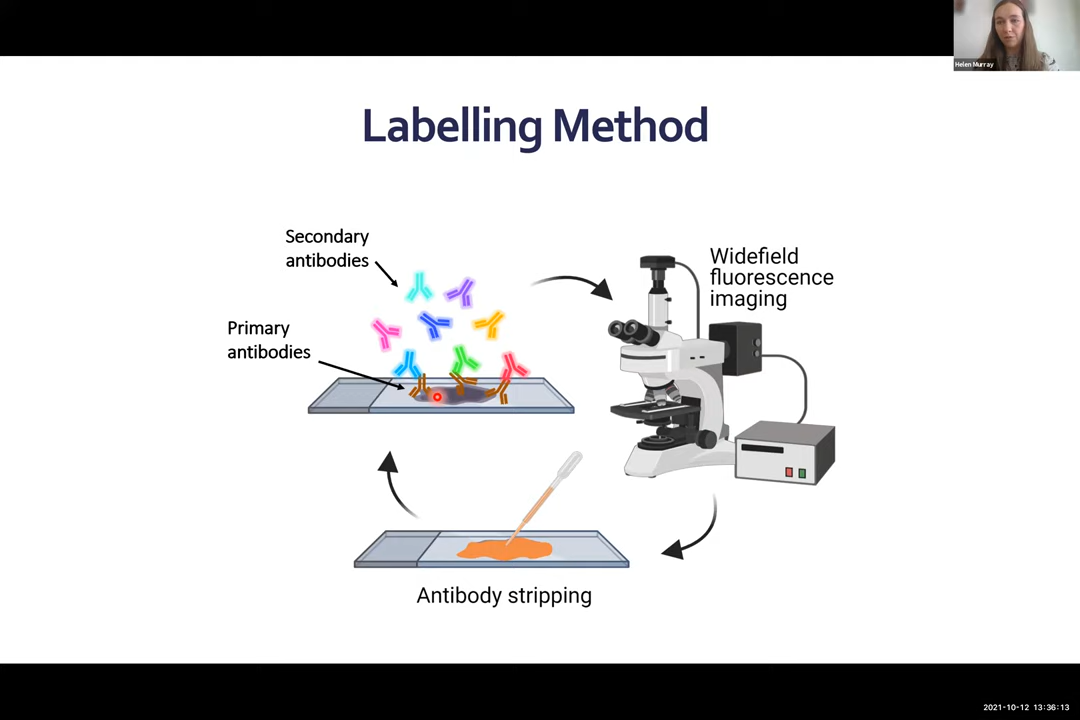 Helen Murray
Labelling Method
Secondary
antibodies
Primary
antibodies
Widefield
fluorescence
imaging
Antibody stripping
2021-10-12 13:36:13